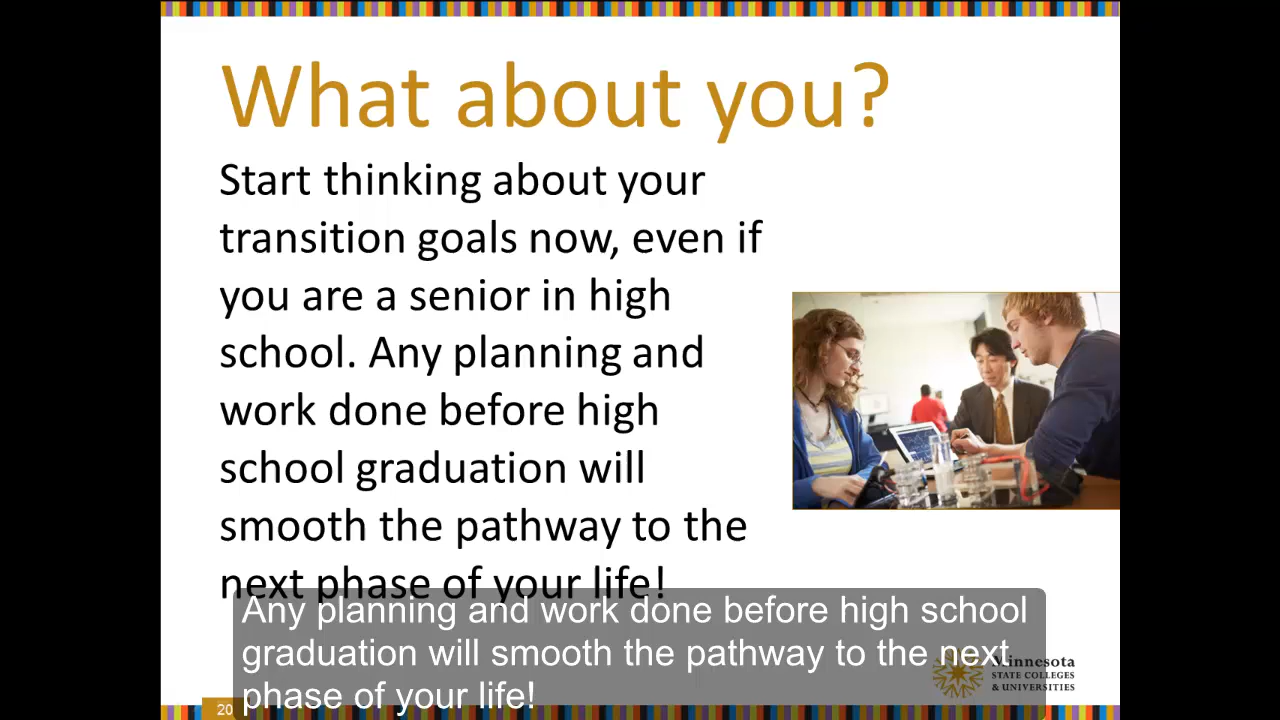 What about you?
Start thinking about your
transition goals now, even if
you are a senior in high
school. Any planning and
work done before high
school graduation will
smooth the pathway to the
next phase of your life!
Any planning and work done before high school
graduation will smooth the pathway to the next
phase of your life!
Minnesota
STATE COLLEGES
& UNIVERSITIES
20